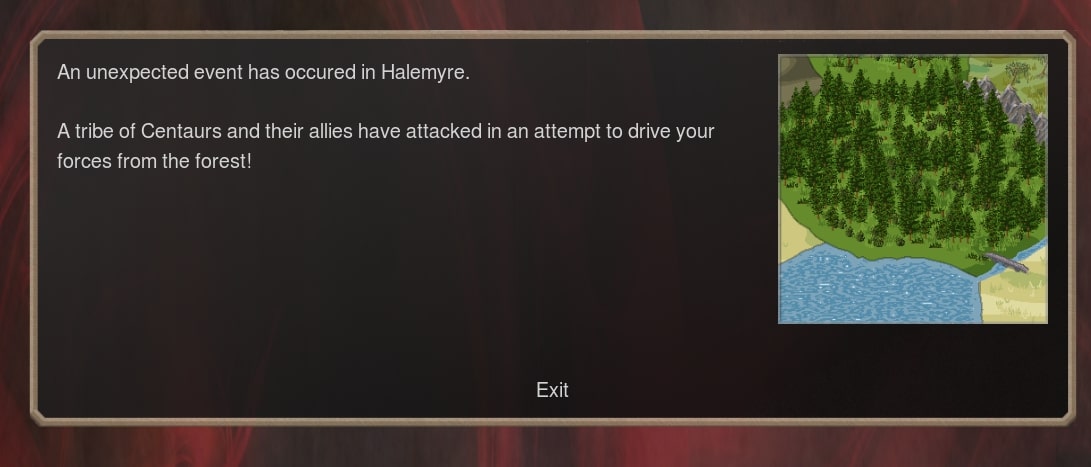 An unexpected event has occured in Halemyre.
A tribe of Centaurs and their allies have attacked in an attempt to drive your
forces from the forest!
Exit